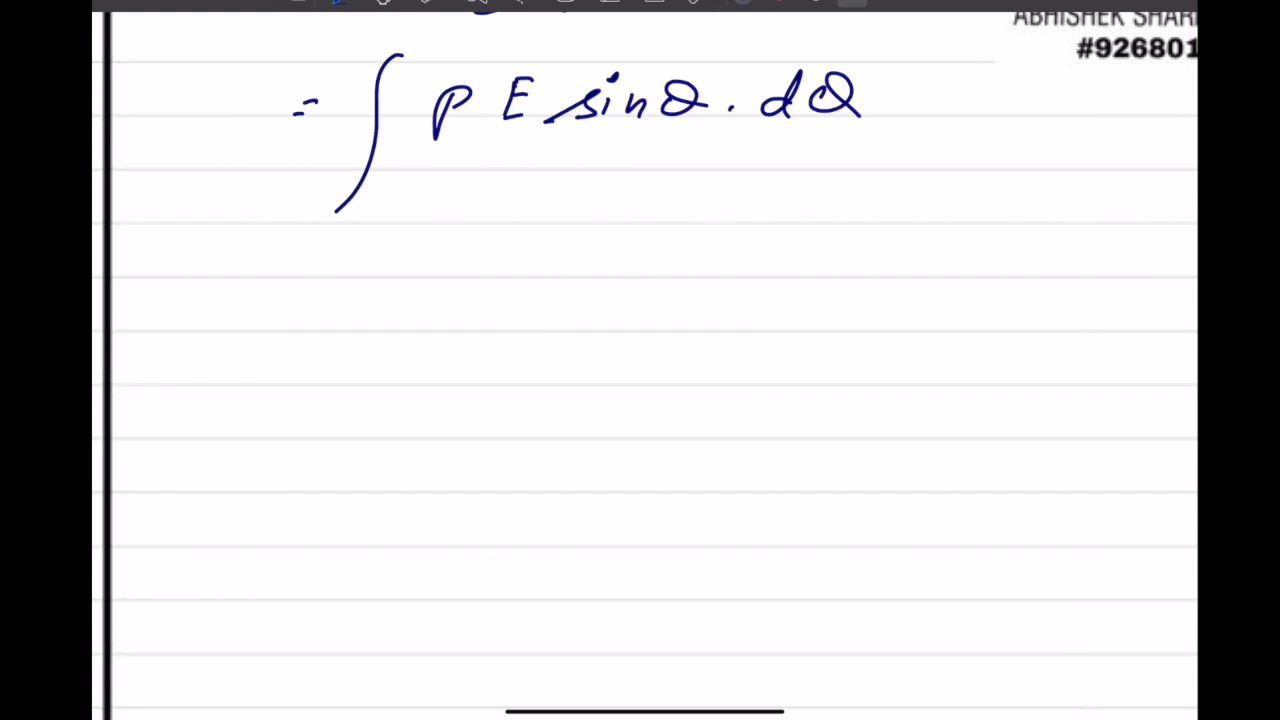 ABHISHEK SHAR
#926801
= ∫ P E sinθ . dθ